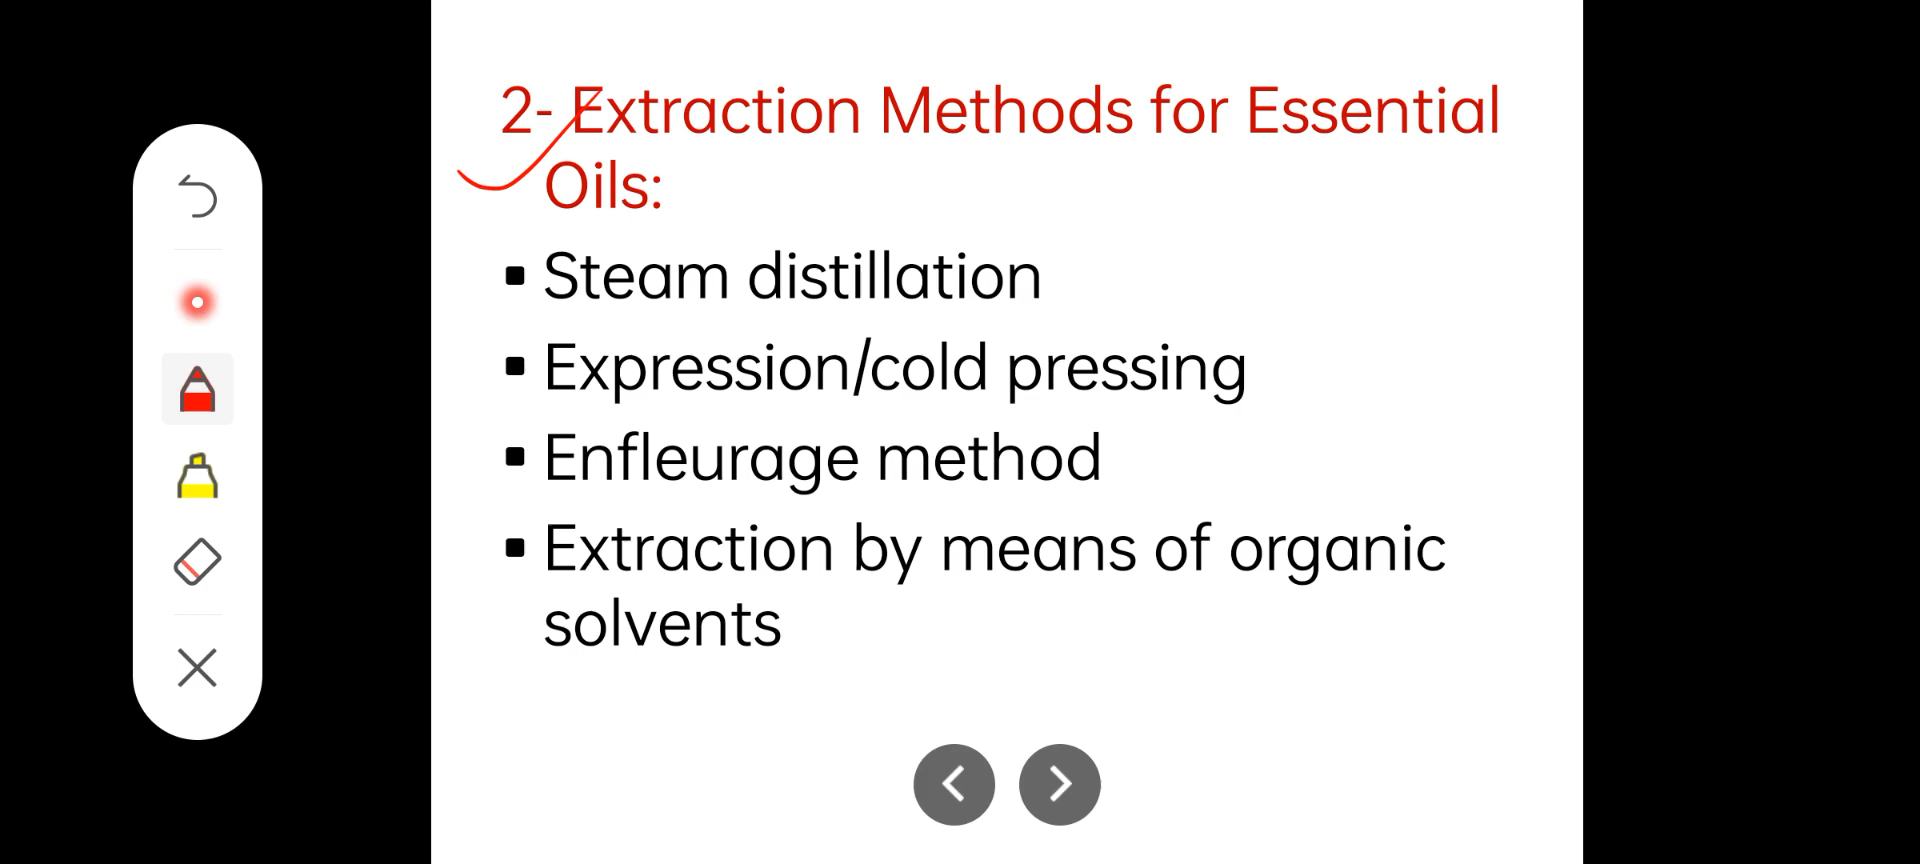 2- Extraction Methods for Essential
Oils:
▪ Steam distillation
▪ Expression/cold pressing
▪ Enfleurage method
▪ Extraction by means of organic
solvents